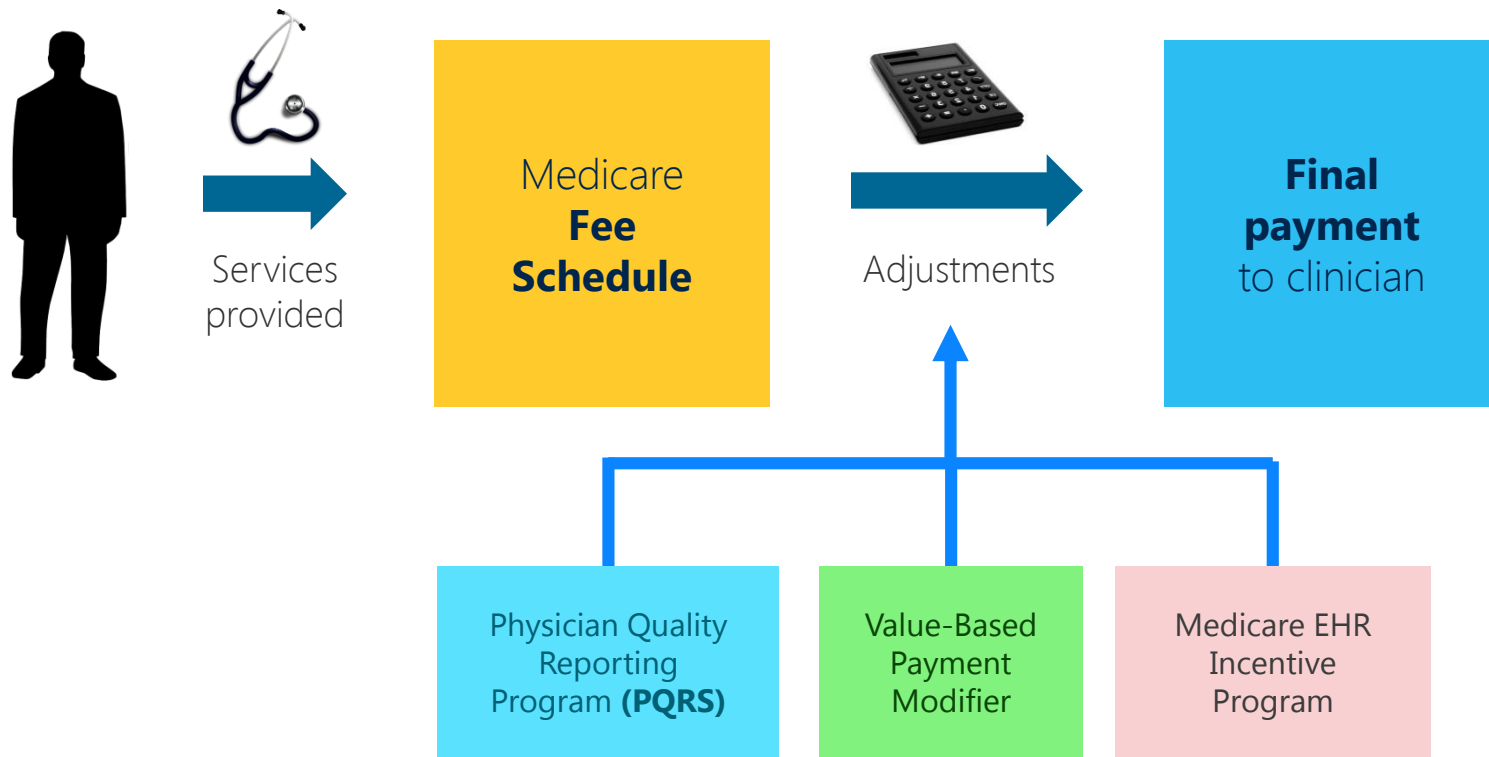 Services
provided
Medicare
Fee
Schedule
Adjustments
Final
payment
to clinician
Physician Quality
Reporting
Program (PQRS)
Value-Based
Payment
Modifier
Medicare EHR
Incentive
Program